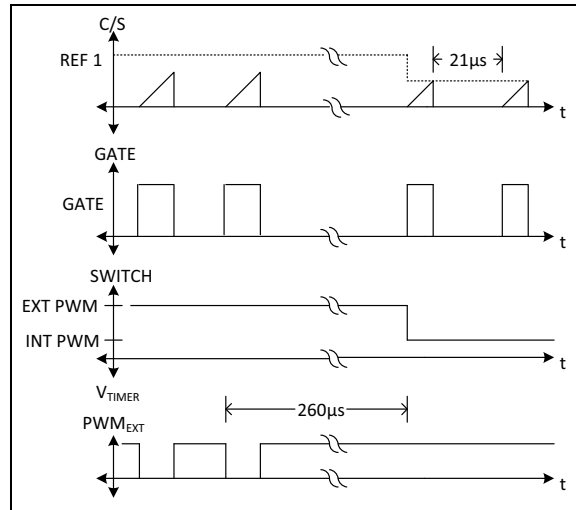 C/S
REF 1
21μs
t
GATE
GATE
t
SWITCH
EXT PWM
INT PWM
t
VTIMER
260μs
PWMEXT
t